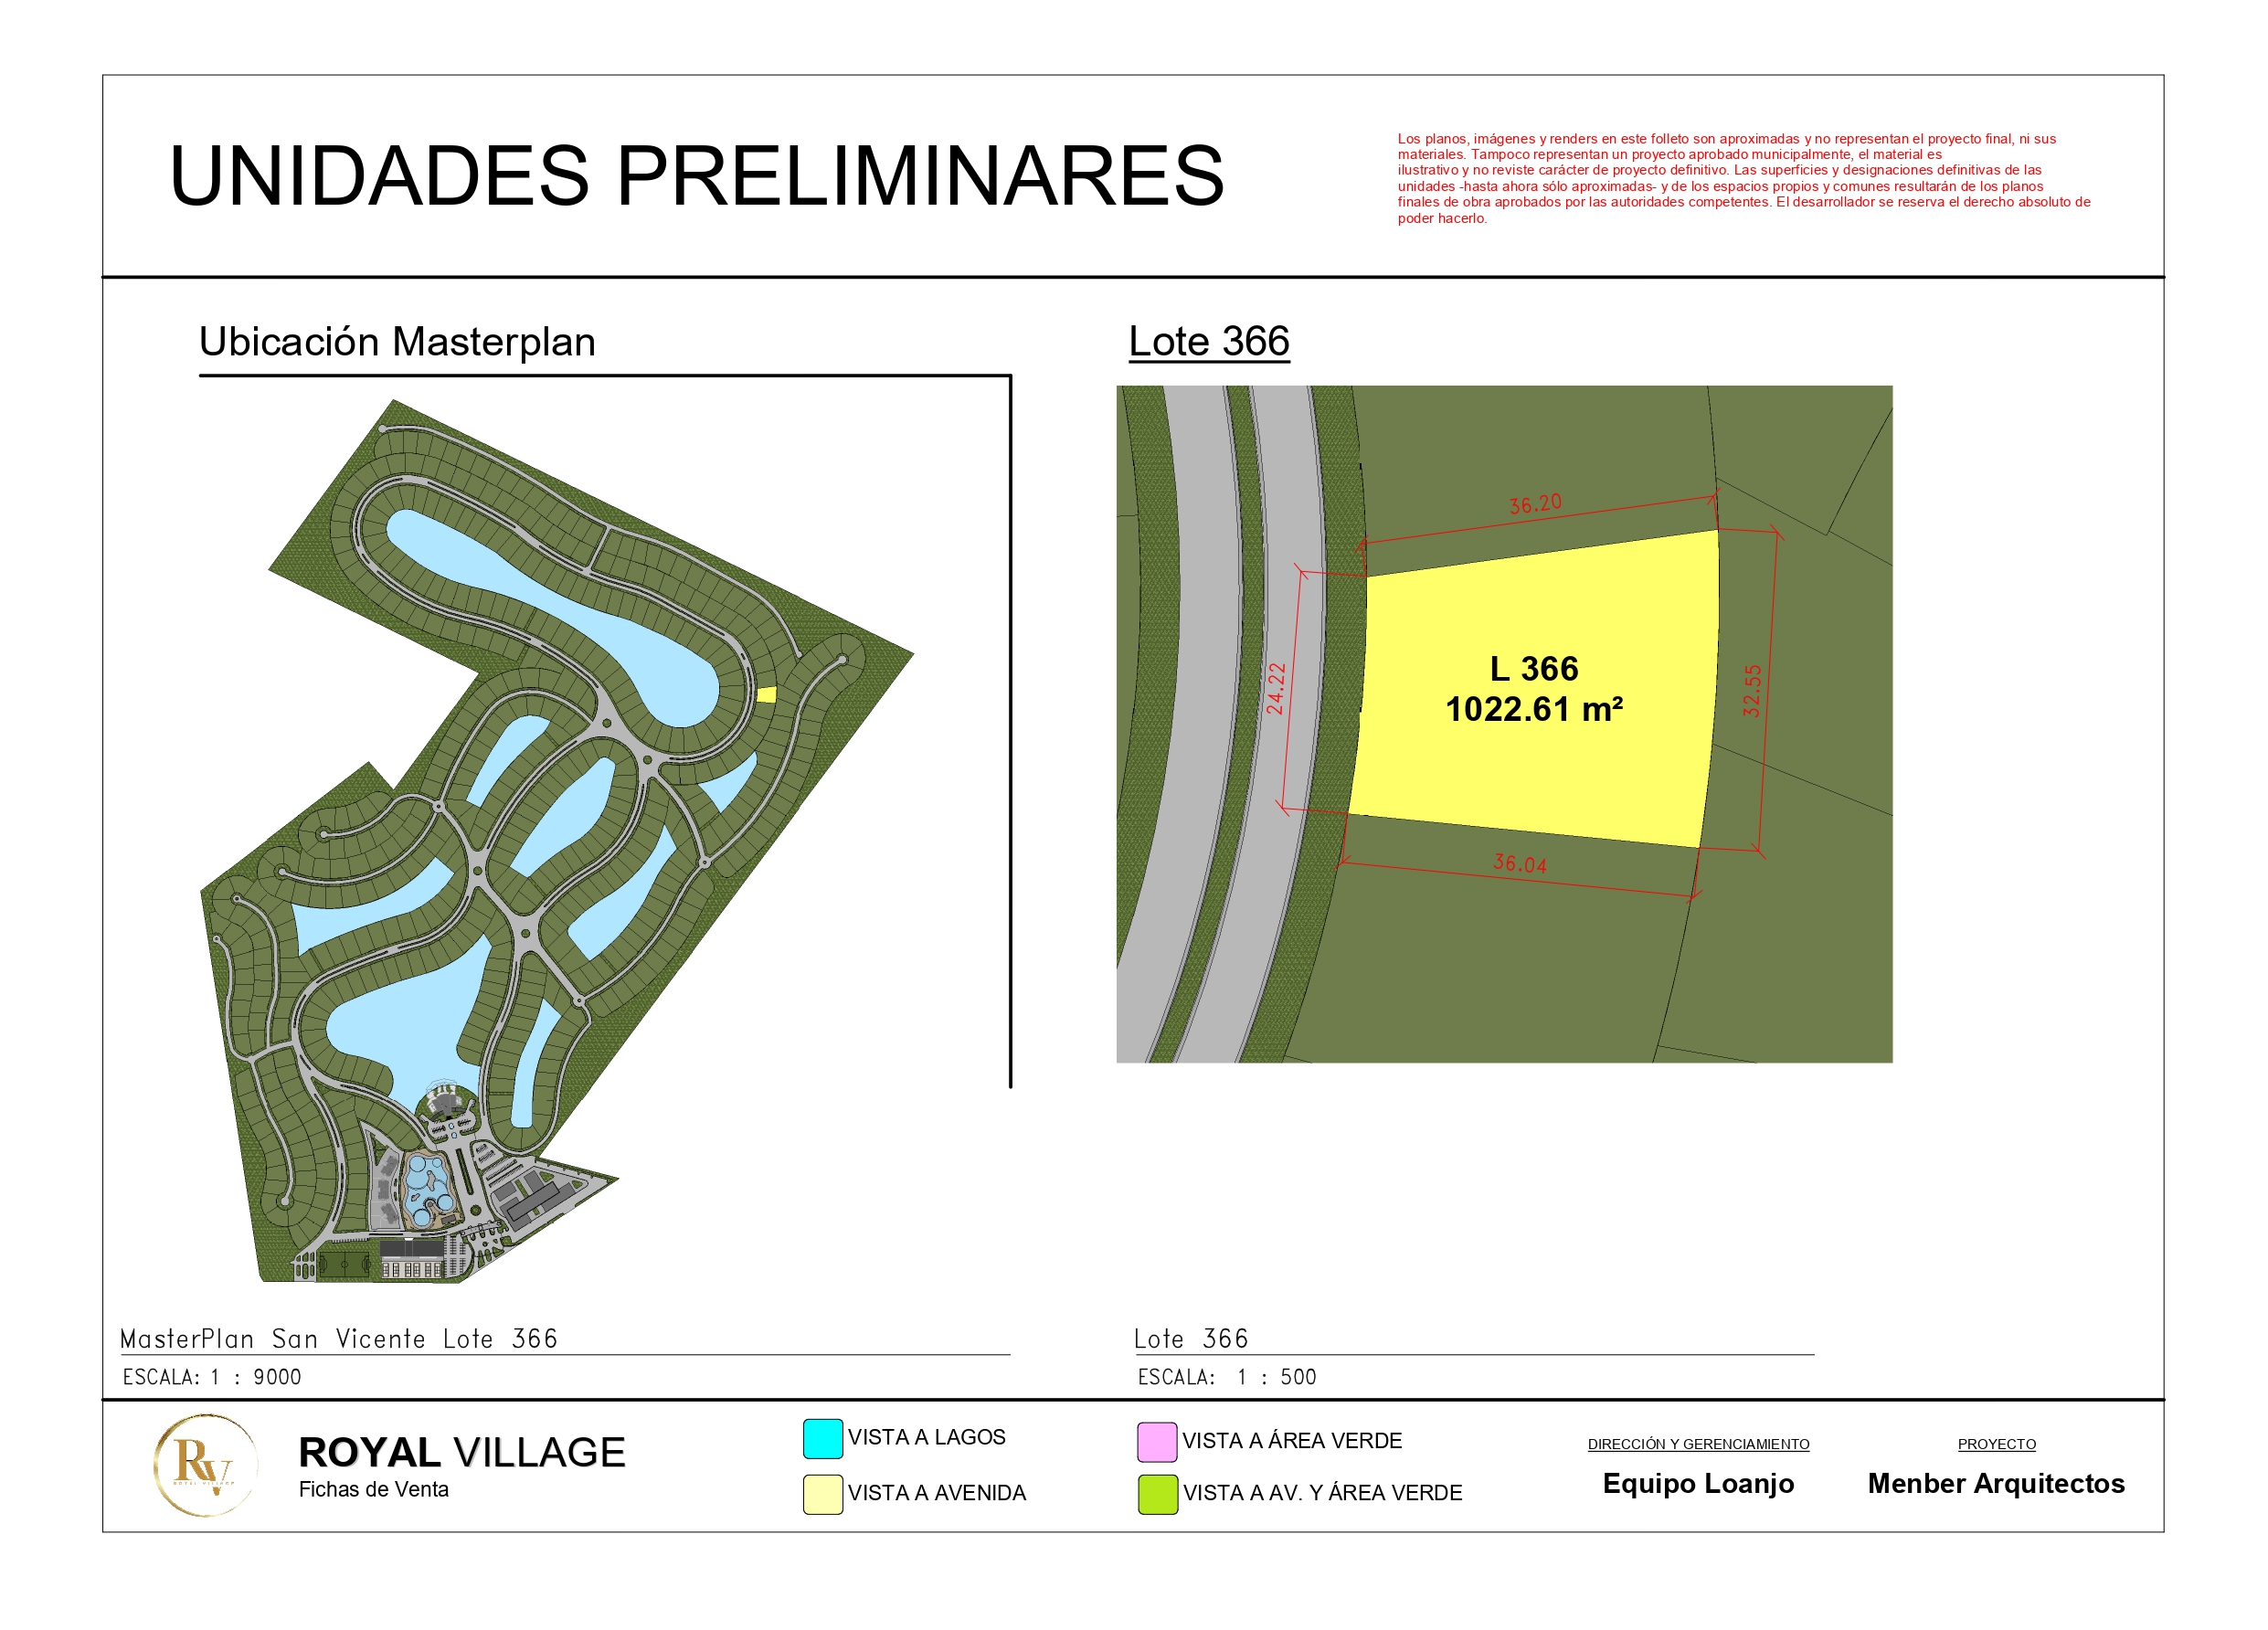 UNIDADES PRELIMINARES
Los planos, imágenes y renders en este folleto son aproximadas y no representan el proyecto final, ni sus
materiales. Tampoco representan un proyecto aprobado municipalmente, el material es
ilustrativo y no reviste carácter de proyecto definitivo. Las superficies y designaciones definitivas de las
unidades -hasta ahora sólo aproximadas- y de los espacios propios y comunes resultarán de los planos
finales de obra aprobados por las autoridades competentes. El desarrollador se reserva el derecho absoluto de
poder hacerlo.
Ubicación Masterplan
Lote 366
36.20
24.22
L 366
1022.61 m²
32.55
36.04
MasterPlan San Vicente Lote 366
ESCALA: 1 : 9000
Lote 366
ESCALA: 1 : 500
RV
ROYAL VILLAGE
ROYAL VILLAGE
Fichas de Venta
VISTA A LAGOS
VISTA A AVENIDA
VISTA A ÁREA VERDE
VISTA A AV. Y ÁREA VERDE
DIRECCIÓN Y GERENCIAMIENTO
Equipo Loanjo
PROYECTO
Menber Arquitectos